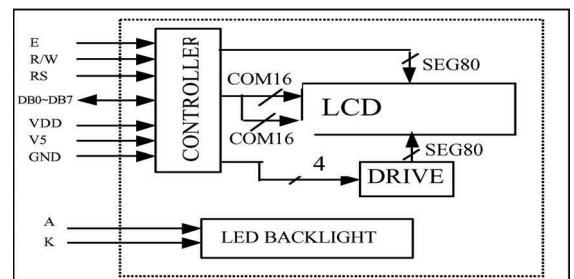 E
R/W
RS
DB0~DB7
VDD
V5
GND
CONTROLLER
COM16
COM16
SEG80
LCD
SEG80
4
DRIVE
A
K
LED BACKLIGHT